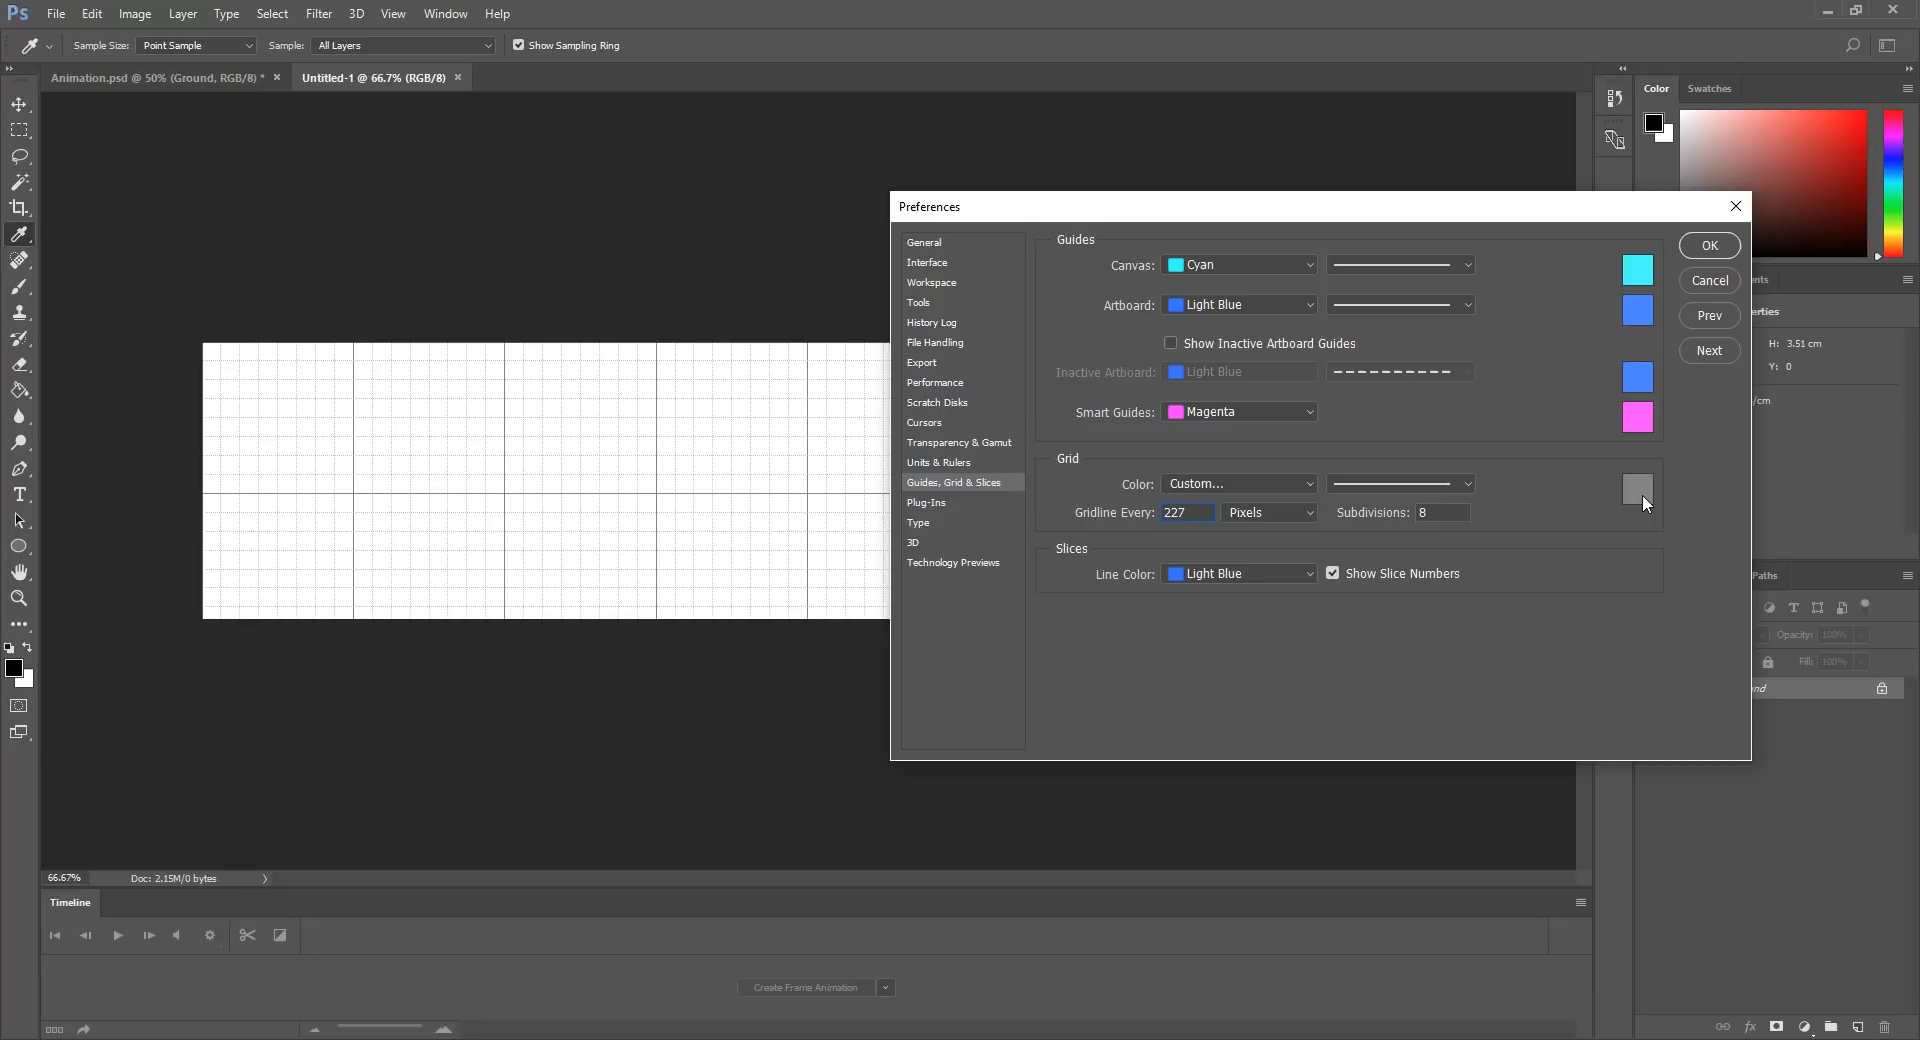 Ps File Edit Image Layer Type Select Filter 3D View Window Help
Sample Size: Point Sample Sample: All Layers Show Sampling Ring
Animation.psd @ 50% (Ground, RGB/8) * × Untitled-1 @ 66.7% (RGB/8) ×
Color Swatches
Preferences
General
Interface
Workspace
Tools
History Log
File Handling
Export
Performance
Scratch Disks
Cursors
Transparency & Gamut
Units & Rulers
Guides, Grid & Slices
Plug-Ins
Type
3D
Technology Previews
Guides
Canvas: Cyan
Artboard: Light Blue
Show Inactive Artboard Guides
Inactive Artboard: Light Blue
Smart Guides: Magenta
Grid
Color: Custom...
Gridline Every: 227 Pixels Subdivisions: 8
Slices
Line Color: Light Blue Show Slice Numbers
OK
Cancel
Prev
Next
ents
erties
H: 3.51 cm
Y: 0
/cm
Paths
T
Opacity: 100%
Fill: 100%
nd
T
66.67% Doc: 2.15M/0 bytes
Timeline
Create Frame Animation
fx